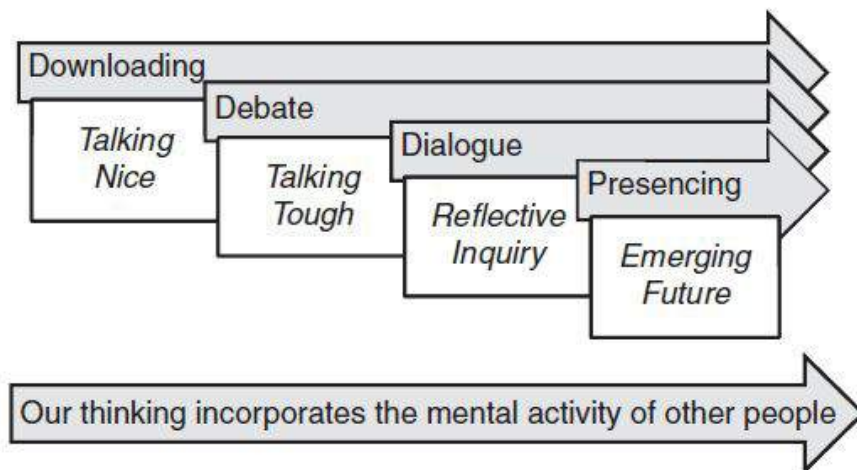 Downloading
Talking
Nice
Debate
Talking
Tough
Dialogue
Reflective
Inquiry
Presencing
Emerging
Future
Our thinking incorporates the mental activity of other people